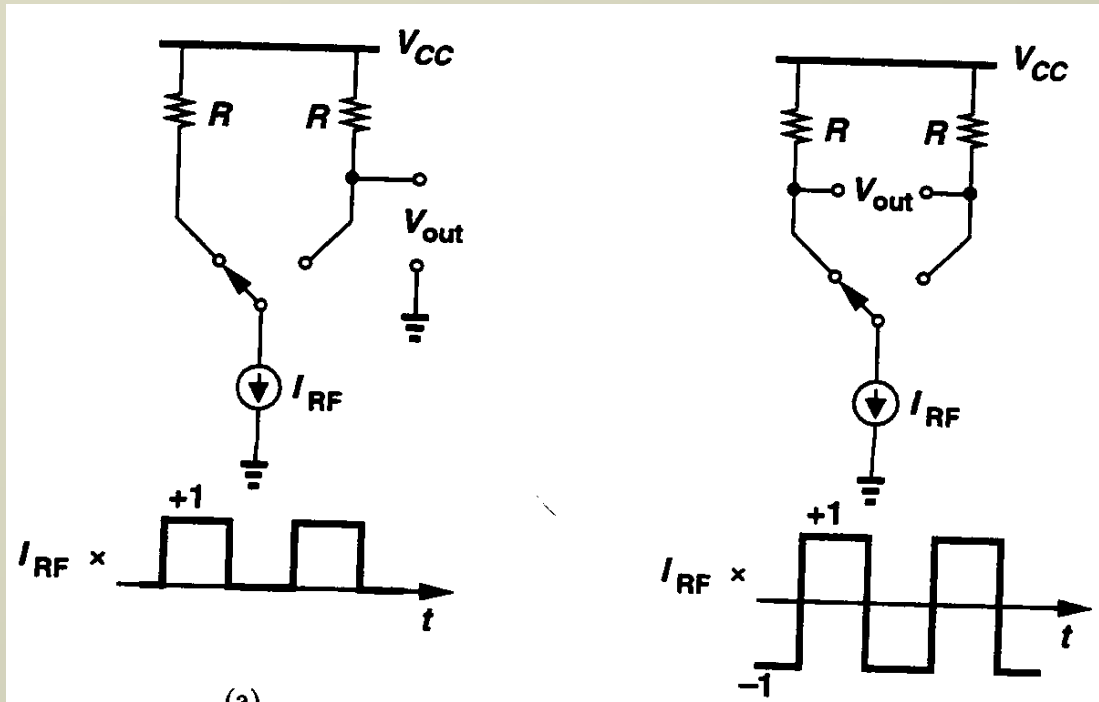 V_CC
R R
V_out
I_RF
+1
I_RF ×
t
(a)
V_CC
R R
V_out
I_RF
+1
I_RF ×
t
−1